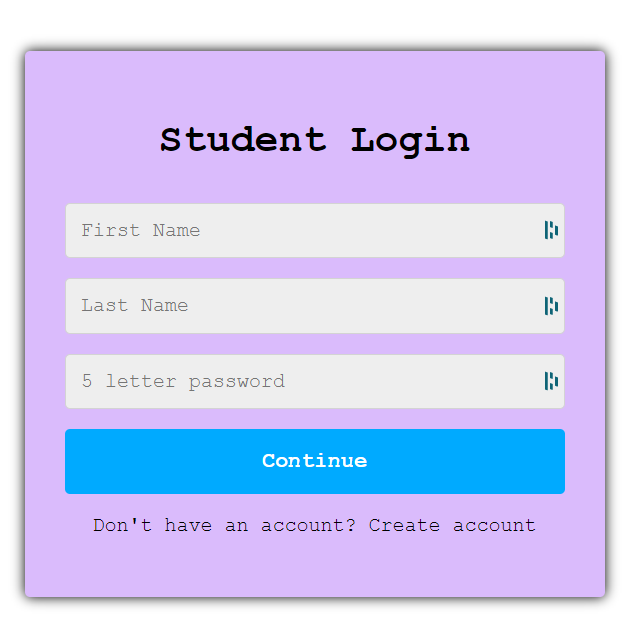 Student Login
First Name
Last Name
5 letter password
Continue
Don't have an account? Create account